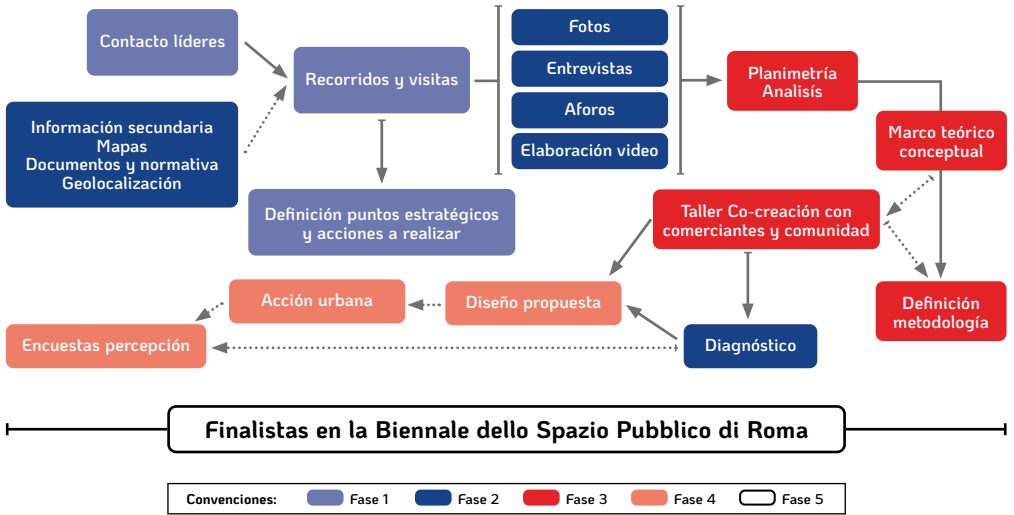 Contacto líderes
Información secundaria
Mapas
Documentos y normativa
Geolocalización
Recorridos y visitas
Definición puntos estratégicos
y acciones a realizar
Fotos
Entrevistas
Aforos
Elaboración video
Planimetría
Analisís
Marco teórico
conceptual
Taller Co-creación con
comerciantes y comunidad
Definición
metodología
Diagnóstico
Diseño propuesta
Acción urbana
Encuestas percepción
Finalistas en la Biennale dello Spazio Pubblico di Roma
Convenciones: Fase 1 Fase 2 Fase 3 Fase 4 Fase 5